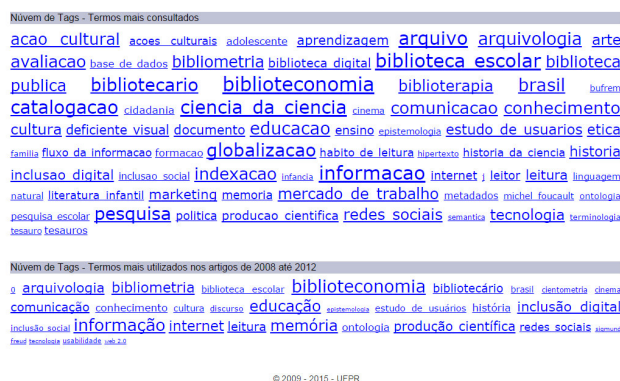 Núvem de Tags - Termos mais consultados
acao cultural acoes culturais adolescente aprendizagem arquivo arquivologia arte
avaliacao base de dados bibliometria biblioteca digital biblioteca escolar biblioteca
publica bibliotecario biblioteconomia biblioterapia brasil bufrem
catalogacao cidadania ciencia da ciencia cinema comunicacao conhecimento
cultura deficiente visual documento educacao ensino epistemologia estudo de usuarios etica
familia fluxo da informacao formacao globalizacao habito de leitura hipertexto historia da ciencia historia
inclusao digital inclusao social indexacao infancia informacao internet j leitor leitura linguagem
natural literatura infantil marketing memoria mercado de trabalho metadados michel foucault ontologia
pesquisa escolar pesquisa politica producao cientifica redes sociais semantica tecnologia terminologia
tesauro tesauros
Núvem de Tags - Termos mais utilizados nos artigos de 2008 até 2012
0 arquivologia bibliometria biblioteca escolar biblioteconomia bibliotecário brasil cientometria cinema
comunicação conhecimento cultura discurso educação epistemologia estudo de usuários história inclusão digital
inclusão social informação internet leitura memória ontologia produção científica redes sociais sigmund
freud tecnologia usabilidade web 2.0
© 2009 - 2015 - UFPR